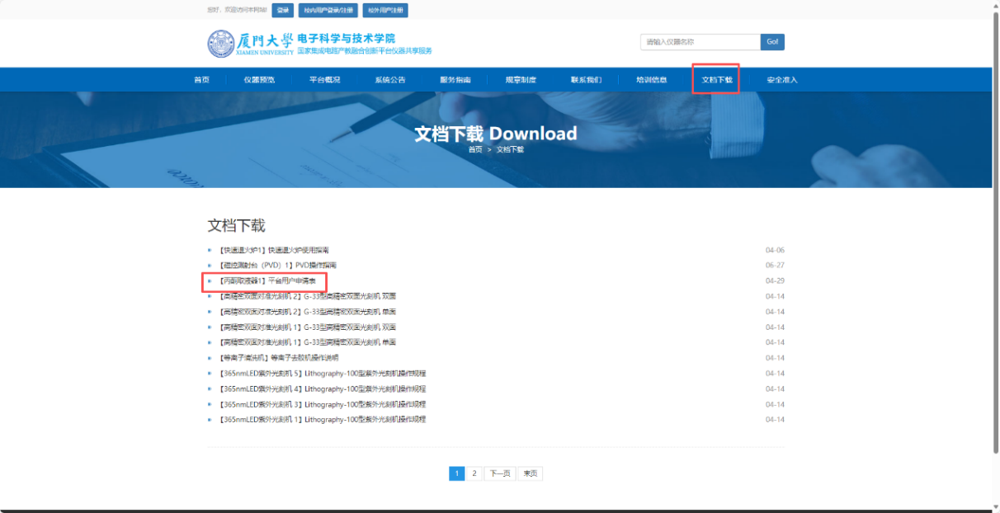 您好，欢迎访问本网站! 登录 校内用户登录/注册 校外用户注册
厦門大學 电子科学与技术学院
XIAMEN UNIVERSITY 国家集成电路产教融合创新平台仪器共享服务
请输入仪器名称 Go!
首页 仪器预览 平台概况 系统公告 服务指南 规章制度 联系我们 培训信息 文档下载 安全准入
文档下载 Download
首页 > 文档下载
文档下载
【快速退火炉1】快速退火炉使用指南 04-06
【磁控溅射台（PVD）1】PVD操作指南 06-27
【丙酮取液器1】平台用户申请表 04-29
【高精密双面对准光刻机 2】G-33型高精密双面光刻机 双面 04-14
【高精密双面对准光刻机 2】G-33型高精密双面光刻机 单面 04-14
【高精密双面对准光刻机 1】G-33型高精密双面光刻机 双面 04-14
【高精密双面对准光刻机 1】G-33型高精密双面光刻机 单面 04-14
【等离子清洗机】等离子去胶机操作说明 04-14
【365nmLED紫外光刻机 5】Lithography-100型紫外光刻机操作规程 04-14
【365nmLED紫外光刻机 4】Lithography-100型紫外光刻机操作规程 04-14
【365nmLED紫外光刻机 3】Lithography-100型紫外光刻机操作规程 04-14
【365nmLED紫外光刻机 1】Lithography-100型紫外光刻机操作规程 04-14
1 2 下一页 末页